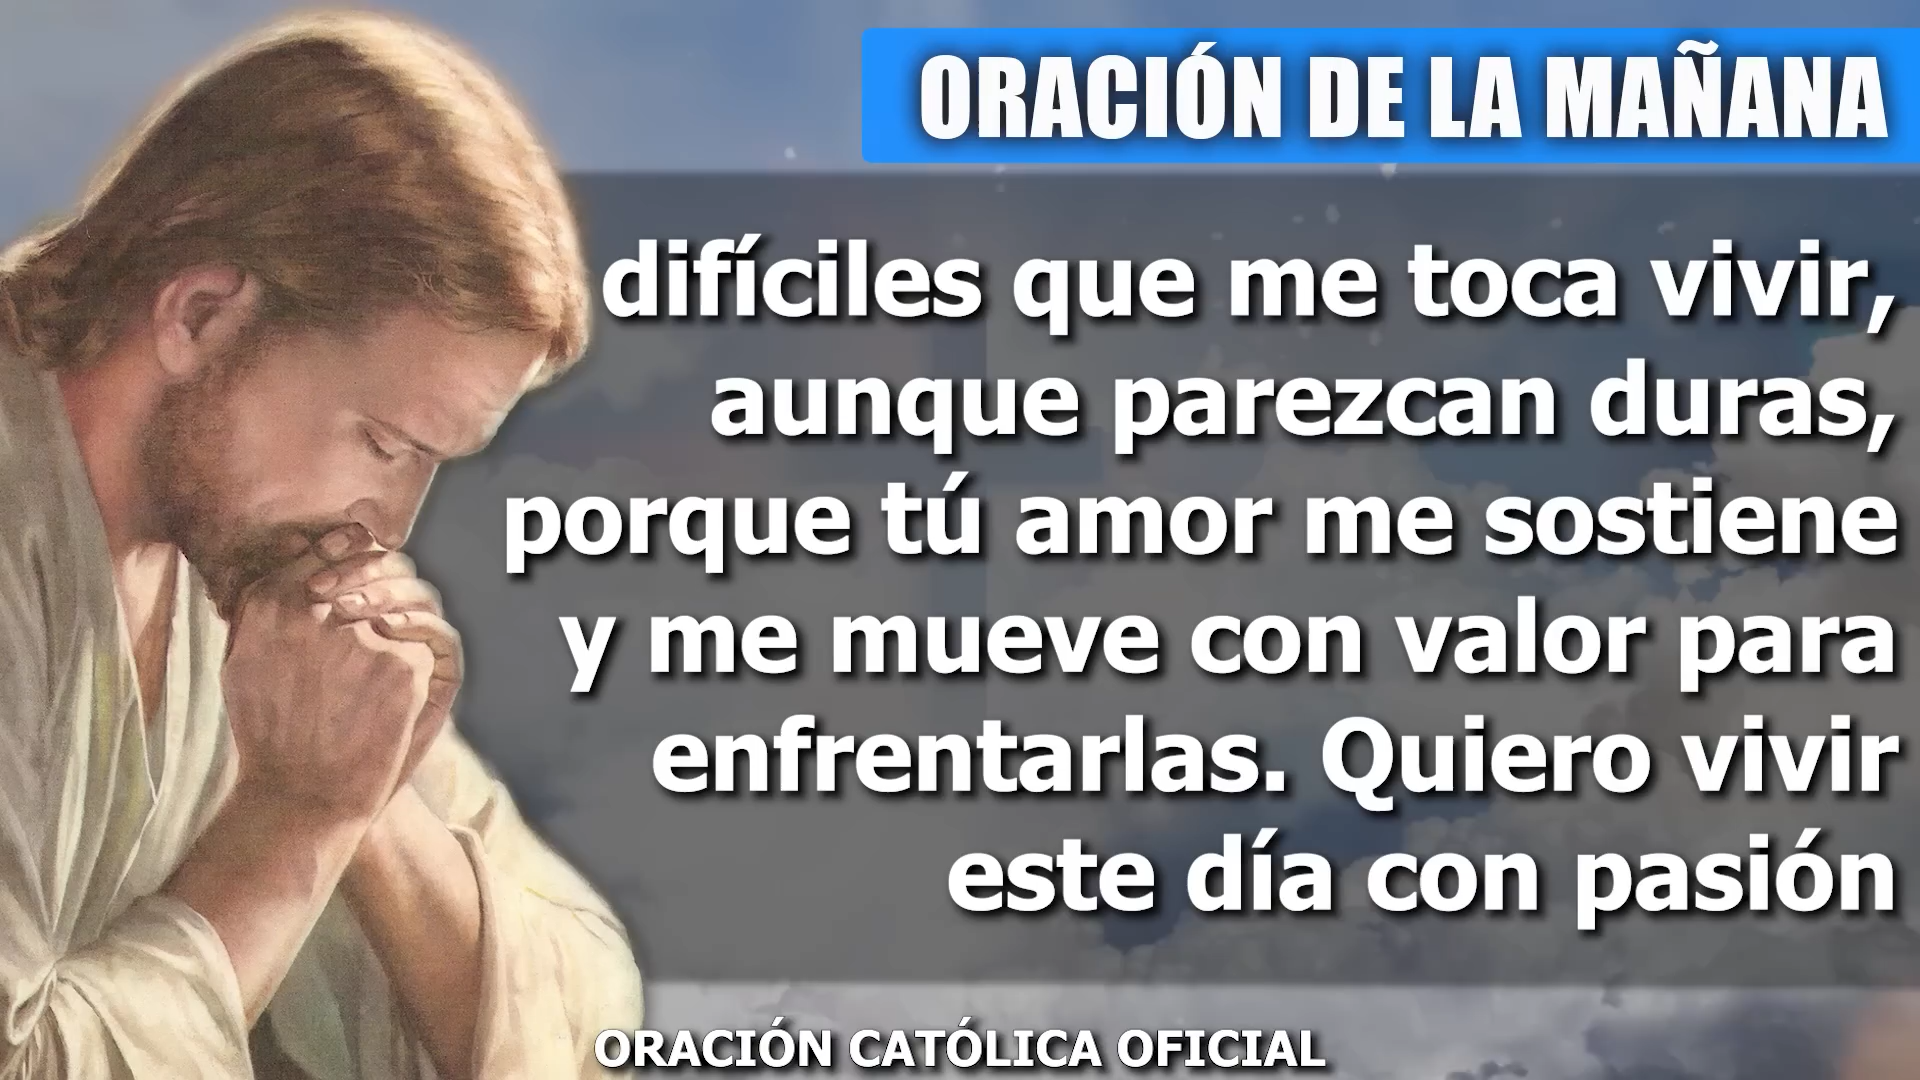 ORACIÓN DE LA MAÑANA
difíciles que me toca vivir,
aunque parezcan duras,
porque tú amor me sostiene
y me mueve con valor para
enfrentarlas. Quiero vivir
este día con pasión
ORACIÓN CATÓLICA OFICIAL